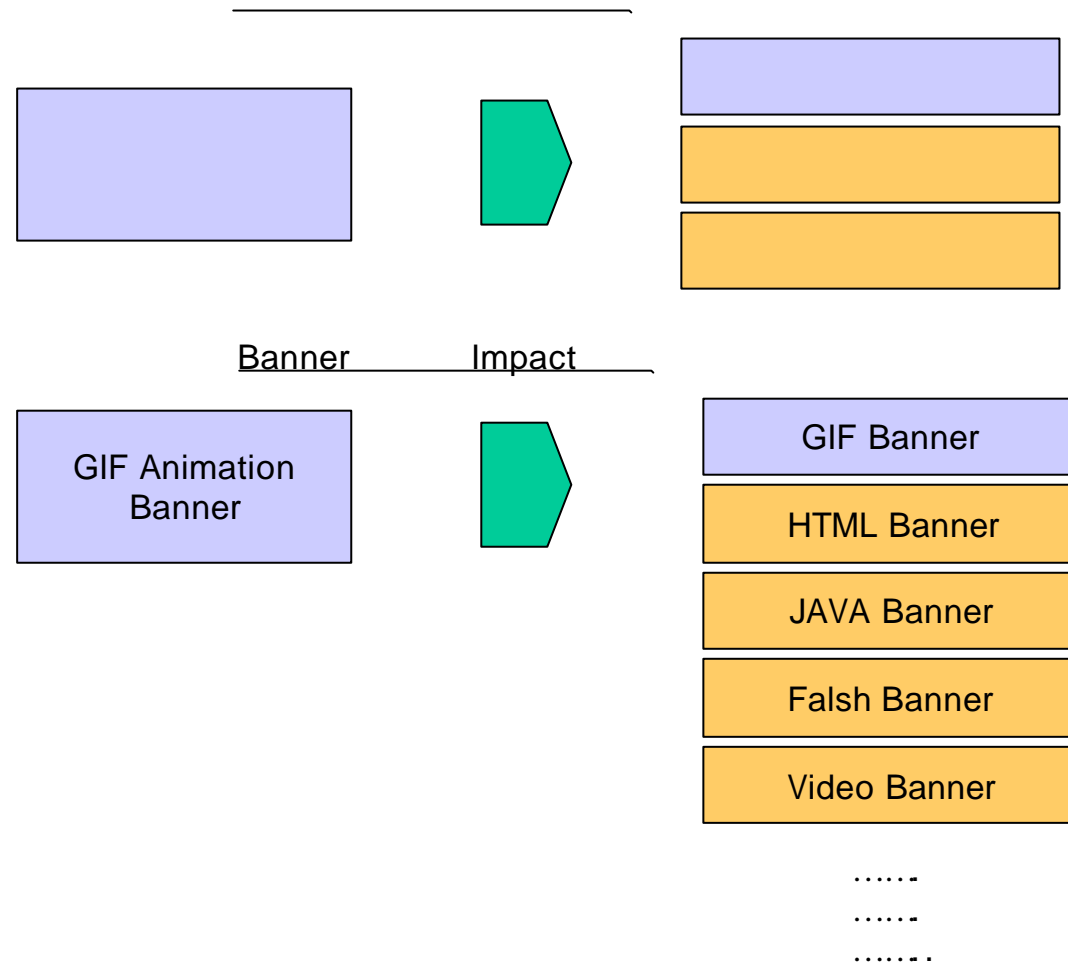 Banner Impact
GIF Animation
Banner
GIF Banner
HTML Banner
JAVA Banner
Falsh Banner
Video Banner
…….
…….
……..